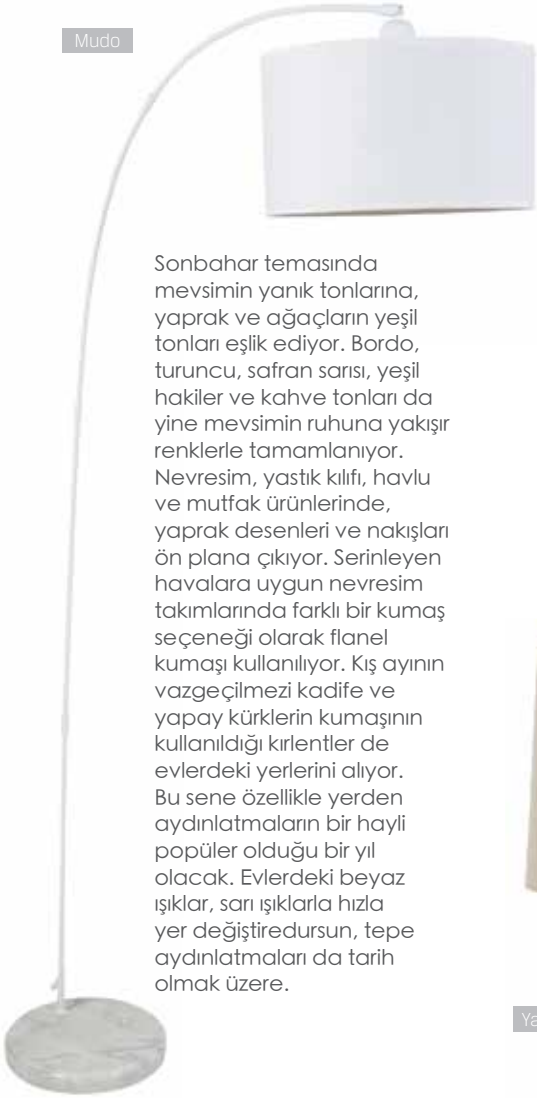 Mudo
Sonbahar temasında
mevsimin yanık tonlarına,
yaprak ve ağaçların yeşil
tonları eşlik ediyor. Bordo,
turuncu, safran sarısı, yeşil
hakiler ve kahve tonları da
yine mevsimin ruhuna yakışır
renklerle tamamlanıyor.
Nevresim, yastık kılıfı, havlu
ve mutfak ürünlerinde,
yaprak desenleri ve nakışları
ön plana çıkıyor. Serinleyen
havalara uygun nevresim
takımlarında farklı bir kumaş
seçeneği olarak flanel
kumaşı kullanılıyor. Kış ayının
vazgeçilmezi kadife ve
yapay kürklerin kumaşının
kullanıldığı kırlentler de
evlerdeki yerlerini alıyor.
Bu sene özellikle yerden
aydınlatmaların bir hayli
popüler olduğu bir yıl
olacak. Evlerdeki beyaz
ışıklar, sarı ışıklarla hızla
yer değiştiredursun, tepe
aydınlatmaları da tarih
olmak üzere.